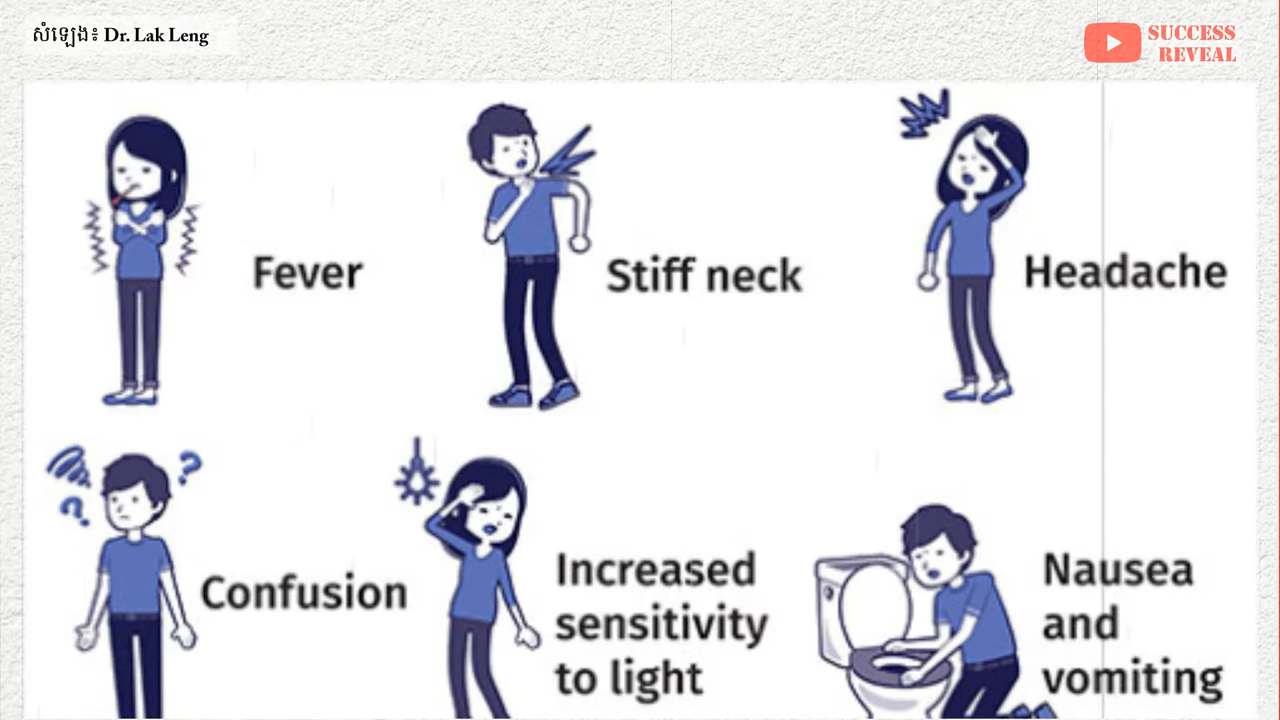 សំឡេង៖ Dr. Lak Leng
SUCCESS
REVEAL
Fever
Stiff neck
Headache
Confusion
Increased
sensitivity
to light
Nausea
and
vomiting